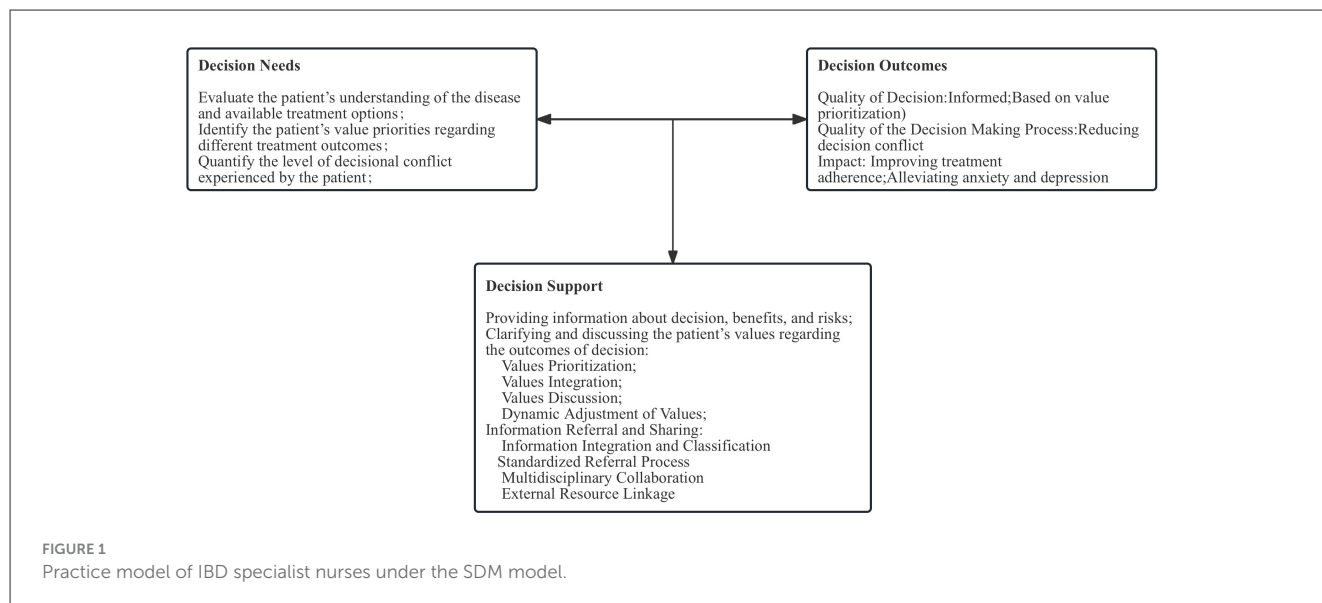 Decision Needs
Evaluate the patient’s understanding of the disease
and available treatment options;
Identify the patient’s value priorities regarding
different treatment outcomes;
Quantify the level of decisional conflict
experienced by the patient;
Decision Outcomes
Quality of Decision:Informed;Based on value
prioritization)
Quality of the Decision Making Process:Reducing
decision conflict
Impact: Improving treatment
adherence;Alleviating anxiety and depression
Decision Support
Providing information about decision, benefits, and risks;
Clarifying and discussing the patient’s values regarding
the outcomes of decision:
Values Prioritization;
Values Integration;
Values Discussion;
Dynamic Adjustment of Values;
Information Referral and Sharing:
Information Integration and Classification
Standardized Referral Process
Multidisciplinary Collaboration
External Resource Linkage
FIGURE 1
Practice model of IBD specialist nurses under the SDM model.